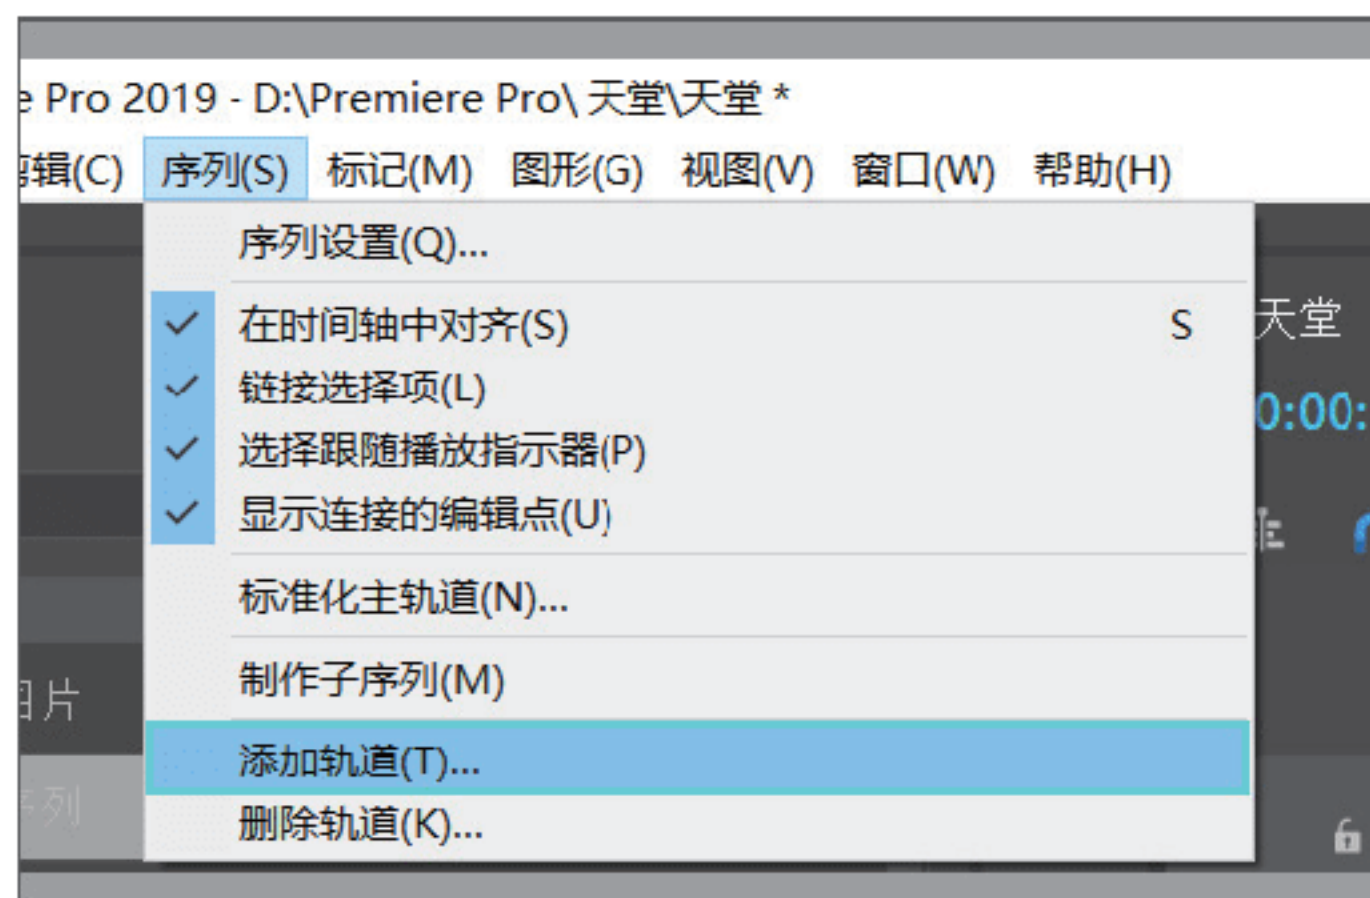 e Pro 2019 - D:\Premiere Pro\ 天堂\天堂 *
辑(C) 序列(S) 标记(M) 图形(G) 视图(V) 窗口(W) 帮助(H)
序列设置(Q)...
在时间轴中对齐(S) S
链接选择项(L)
选择跟随播放指示器(P)
显示连接的编辑点(U)
标准化主轨道(N)...
制作子序列(M)
添加轨道(T)...
删除轨道(K)...
天堂
0:00:
片
序列